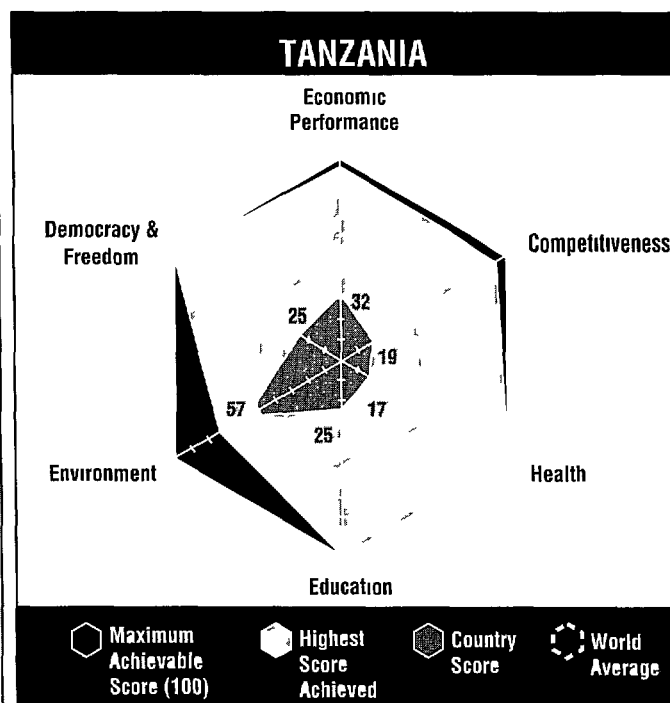 TANZANIA
Economic
Performance
Democracy &
Freedom
Competitiveness
32
25
19
57
17
25
Environment
Health
Education
Maximum
Achievable
Score (100)
Highest
Score
Achieved
Country
Score
World
Average